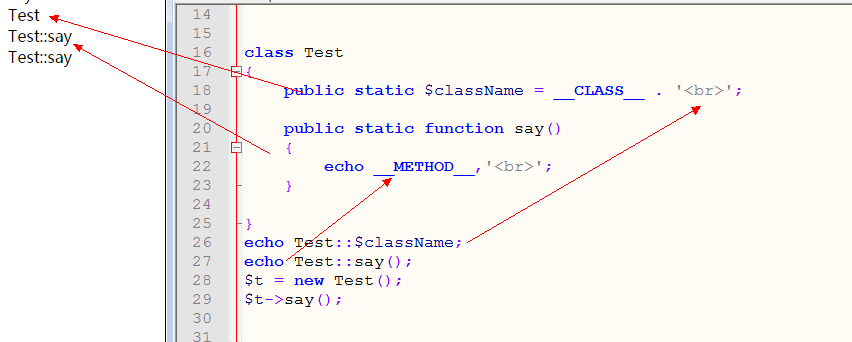 Test
Test::say
Test::say
14
15
16 class Test
17 {
18 public static $className = __CLASS__ . '<br>';
19
20 public static function say()
21 {
22 echo __METHOD__,'<br>';
23 }
24
25 }
26 echo Test::$className;
27 echo Test::say();
28 $t = new Test();
29 $t->say();
30
31